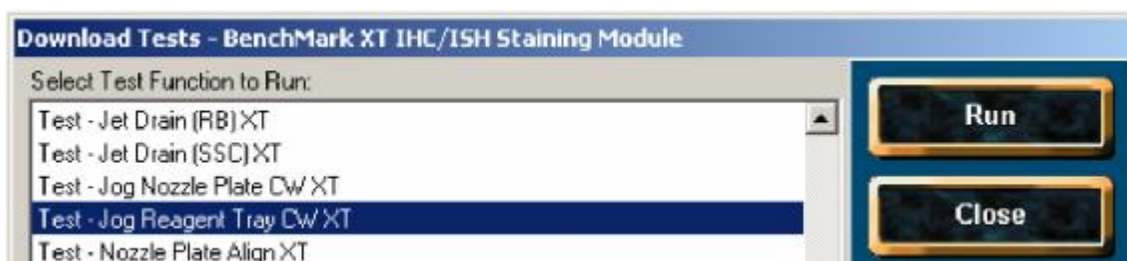 Download Tests - BenchMark XT IHC/ISH Staining Module
Select Test Function to Run:
Test - Jet Drain (RB) XT
Test - Jet Drain (SSC) XT
Test - Jog Nozzle Plate CW XT
Test - Jog Reagent Tray CW XT
Test - Nozzle Plate Align XT
Run
Close